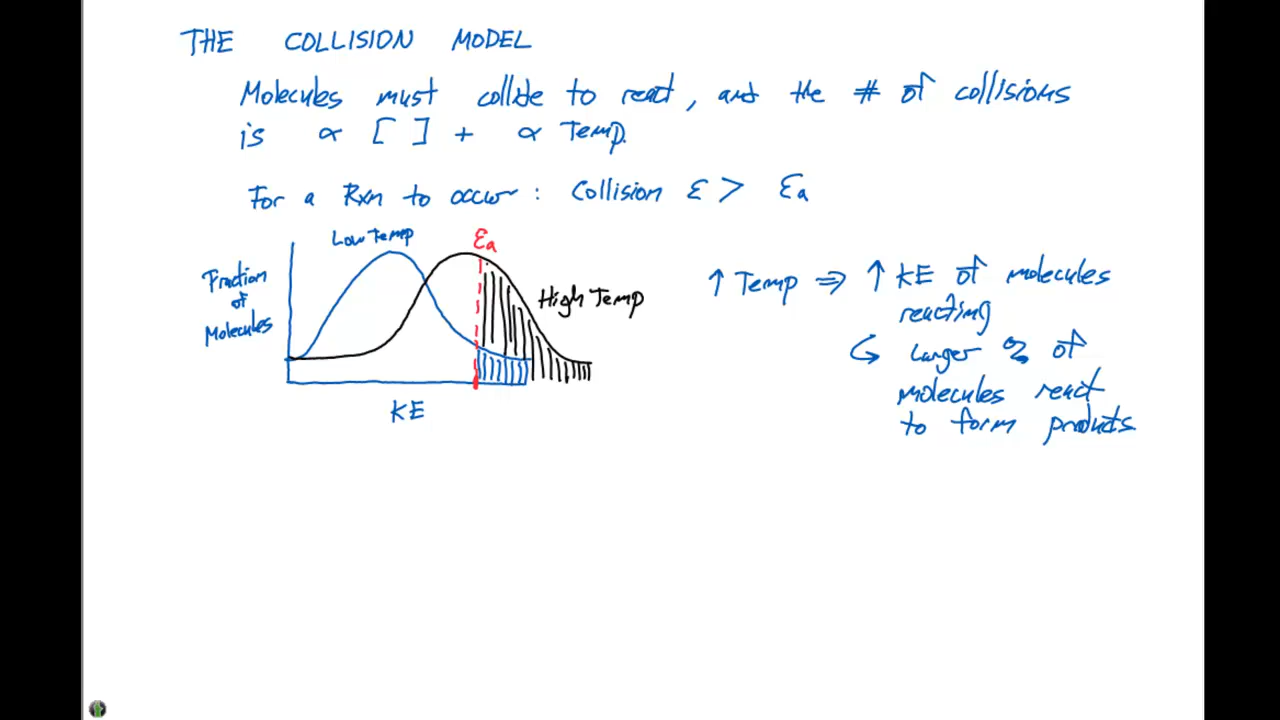 THE COLLISION MODEL
Molecules must collide to react, and the # of collisions
is ∝ [ ] + ∝ Temp.
For a Rxn to occur: Collision E > Ea
Low Temp
Ea
Fraction
of
Molecules
High Temp
KE
↑ Temp ⇒ ↑ KE of molecules
reacting
↪ larger % of
molecules react
to form products